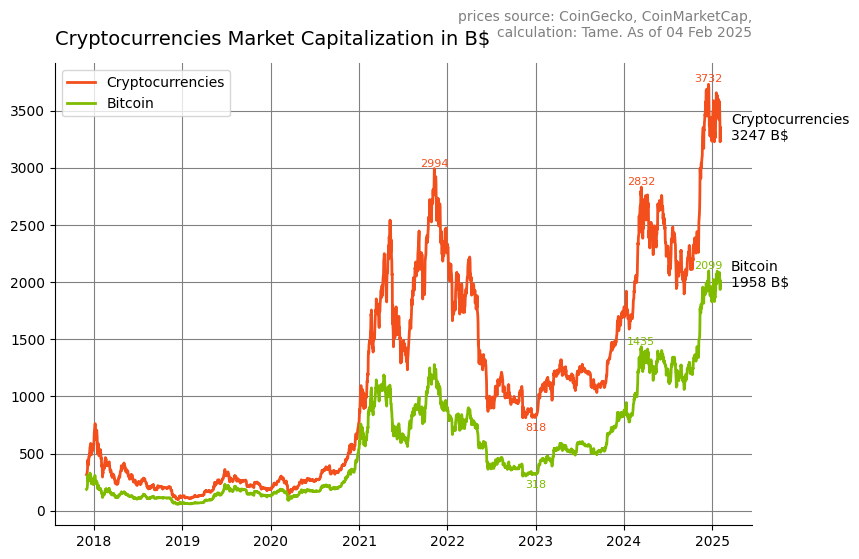 prices source: CoinGecko, CoinMarketCap,
calculation: Tame. As of 04 Feb 2025
Cryptocurrencies Market Capitalization in B$
Cryptocurrencies
Bitcoin
3732
Cryptocurrencies
3247 B$
2994
2832
2099
Bitcoin
1958 B$
1435
818
318
3500
3000
2500
2000
1500
1000
500
0
2018 2019 2020 2021 2022 2023 2024 2025